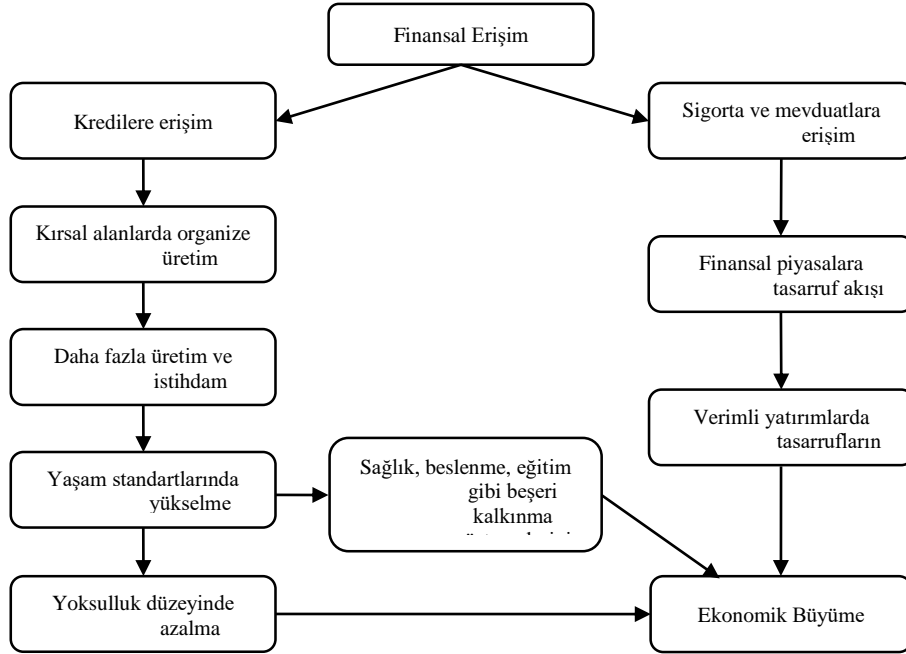 Finansal Erişim
Kredilere erişim
Sigorta ve mevduatlara
erişim
Kırsal alanlarda organize
üretim
Finansal piyasalara
tasarruf akışı
Daha fazla üretim ve
istihdam
Verimli yatırımlarda
tasarrufların
Yaşam standartlarında
yükselme
Sağlık, beslenme, eğitim
gibi beşeri
kalkınma
Yoksulluk düzeyinde
azalma
Ekonomik Büyüme